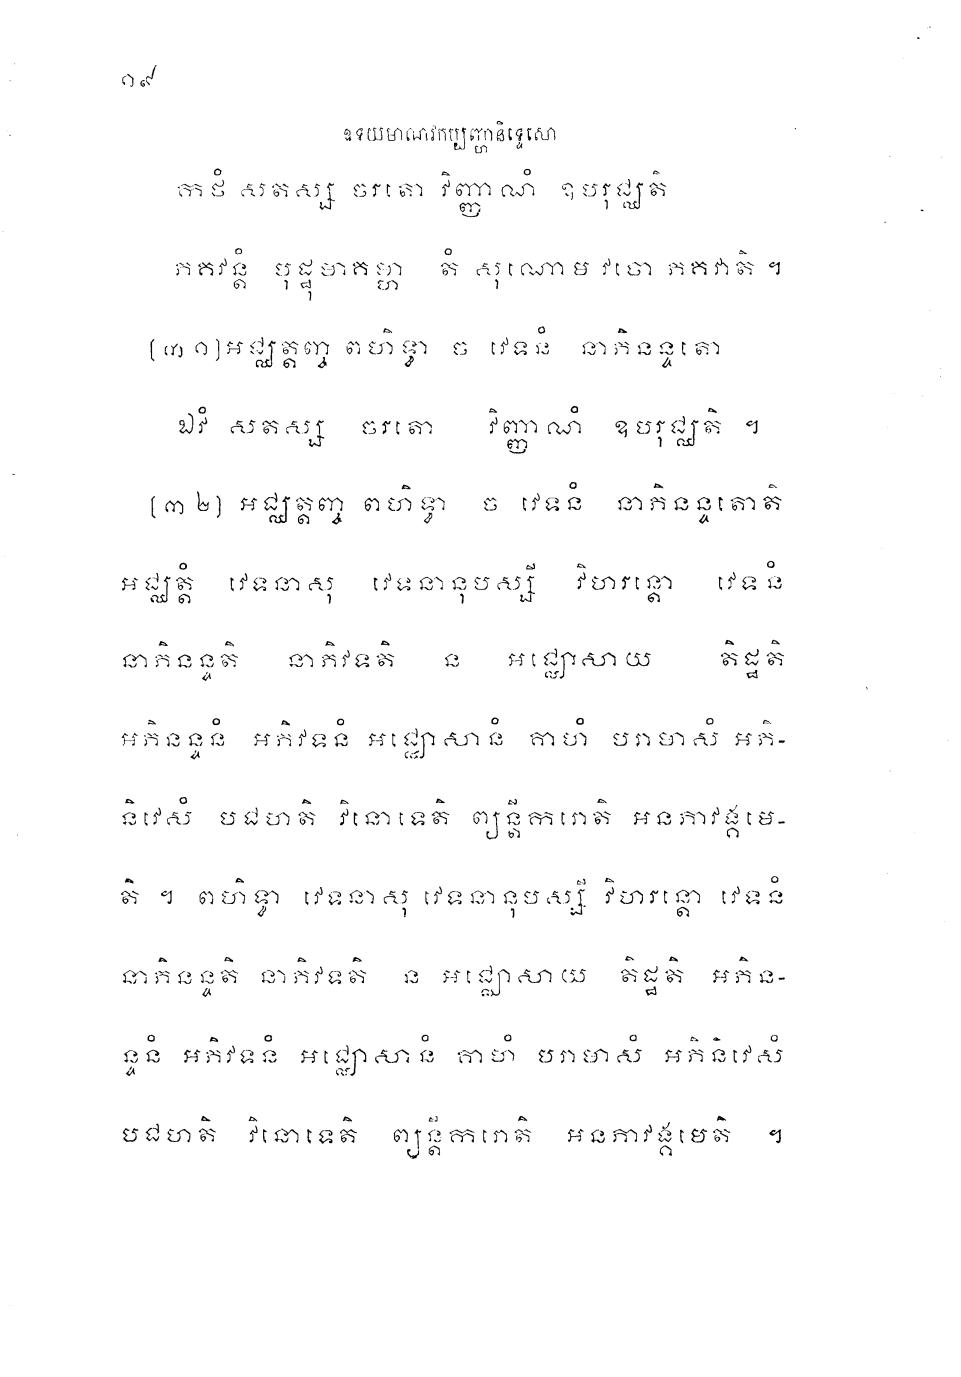 ១៩
ឧទយមាណវកប្បញ្ហានិទ្ទេសោ
កថំ សតស្ស ចរតោ វិញ្ញាណំ ឧបរុជ្ឈតិ
ភគវន្តំ បុដ្ឋុមាគម្ហា តំ សុណោម វចោ ភគវាតិ ។
(៣១)អជ្ឈត្តញ្ច ពហិទ្ធា ច វេទនំ នាភិនន្ទតោ
ឯវំ សតស្ស ចរតោ វិញ្ញាណំ ឧបរុជ្ឈតិ ។
(៣២) អជ្ឈត្តញ្ច ពហិទ្ធា ច វេទនំ នាភិនន្ទតោតិ
អជ្ឈត្តំ វេទនាសុ វេទនានុបស្សី វិហរន្តោ វេទនំ
នាភិនន្ទតិ នាភិវទតិ ន អជ្ឈោសាយ តិដ្ឋតិ
អភិនន្ទនំ អភិវទនំ អជ្ឈោសានំ គាហំ បរាមាសំ អភិ-
និវេសំ បជហតិ វិនោទេតិ ព្យន្តីករោតិ អនភាវង្គមេ-
តិ ។ ពហិទ្ធា វេទនាសុ វេទនានុបស្សី វិហរន្តោ វេទនំ
នាភិនន្ទតិ នាភិវទតិ ន អជ្ឈោសាយ តិដ្ឋតិ អភិន-
ន្ទនំ អភិវទនំ អជ្ឈោសានំ គាហំ បរាមាសំ អភិនិវេសំ
បជហតិ វិនោទេតិ ព្យន្តីករោតិ អនភាវង្គមេតិ ។